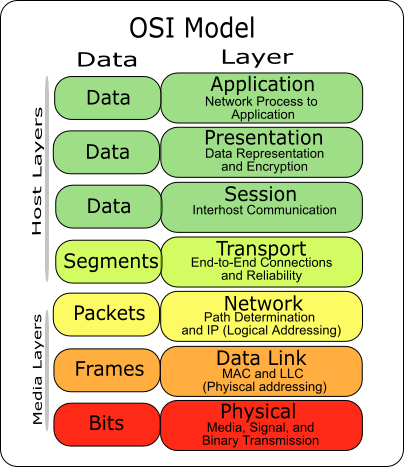 OSI Model
Data Layer
Host Layers
Data Application
Network Process to
Application
Data Presentation
Data Representation
and Encryption
Data Session
Interhost Communication
Segments Transport
End-to-End Connections
and Reliability
Media Layers
Packets Network
Path Determination
and IP (Logical Addressing)
Frames Data Link
MAC and LLC
(Phyiscal addressing)
Bits Physical
Media, Signal, and
Binary Transmission